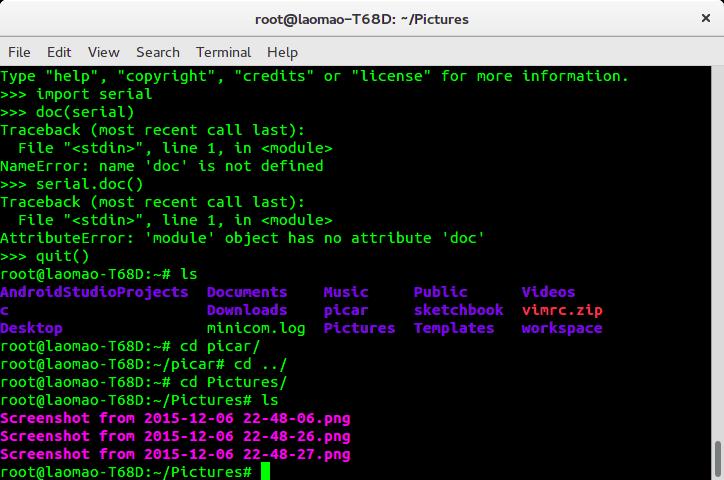 root@laomao-T68D: ~/Pictures
File Edit View Search Terminal Help
Type "help", "copyright", "credits" or "license" for more information.
>>> import serial
>>> doc(serial)
Traceback (most recent call last):
  File "<stdin>", line 1, in <module>
NameError: name 'doc' is not defined
>>> serial.doc()
Traceback (most recent call last):
  File "<stdin>", line 1, in <module>
AttributeError: 'module' object has no attribute 'doc'
>>> quit()
root@laomao-T68D:~# ls
AndroidStudioProjects  Documents    Music     Public      Videos
c                      Downloads    picar     sketchbook  vimrc.zip
Desktop                minicom.log  Pictures  Templates   workspace
root@laomao-T68D:~# cd picar/
root@laomao-T68D:~/picar# cd ../
root@laomao-T68D:~# cd Pictures/
root@laomao-T68D:~/Pictures# ls
Screenshot from 2015-12-06 22-48-06.png
Screenshot from 2015-12-06 22-48-26.png
Screenshot from 2015-12-06 22-48-27.png
root@laomao-T68D:~/Pictures#